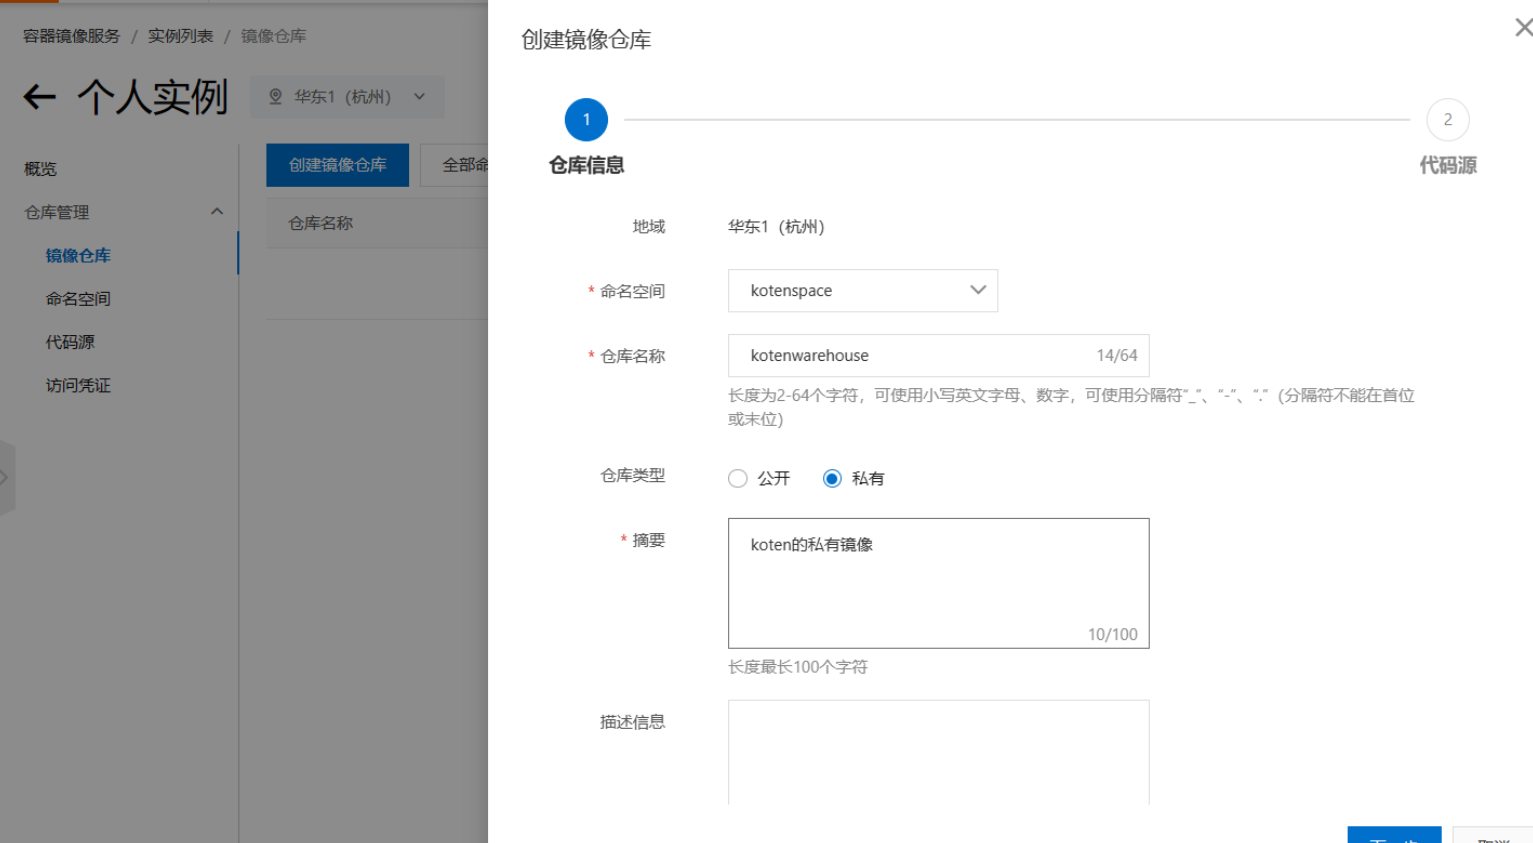 容器镜像服务 / 实例列表 / 镜像仓库
个人实例
华东1（杭州）
概览
仓库管理
镜像仓库
命名空间
代码源
访问凭证
创建镜像仓库
全部命
仓库名称
创建镜像仓库
1
仓库信息
2
代码源
地域
华东1（杭州）
* 命名空间
kotenspace
* 仓库名称
kotenwarehouse
14/64
长度为2-64个字符，可使用小写英文字母、数字，可使用分隔符“_”、“-”、“.”（分隔符不能在首位
或末位）
仓库类型
公开
私有
* 摘要
koten的私有镜像
10/100
长度最长100个字符
描述信息